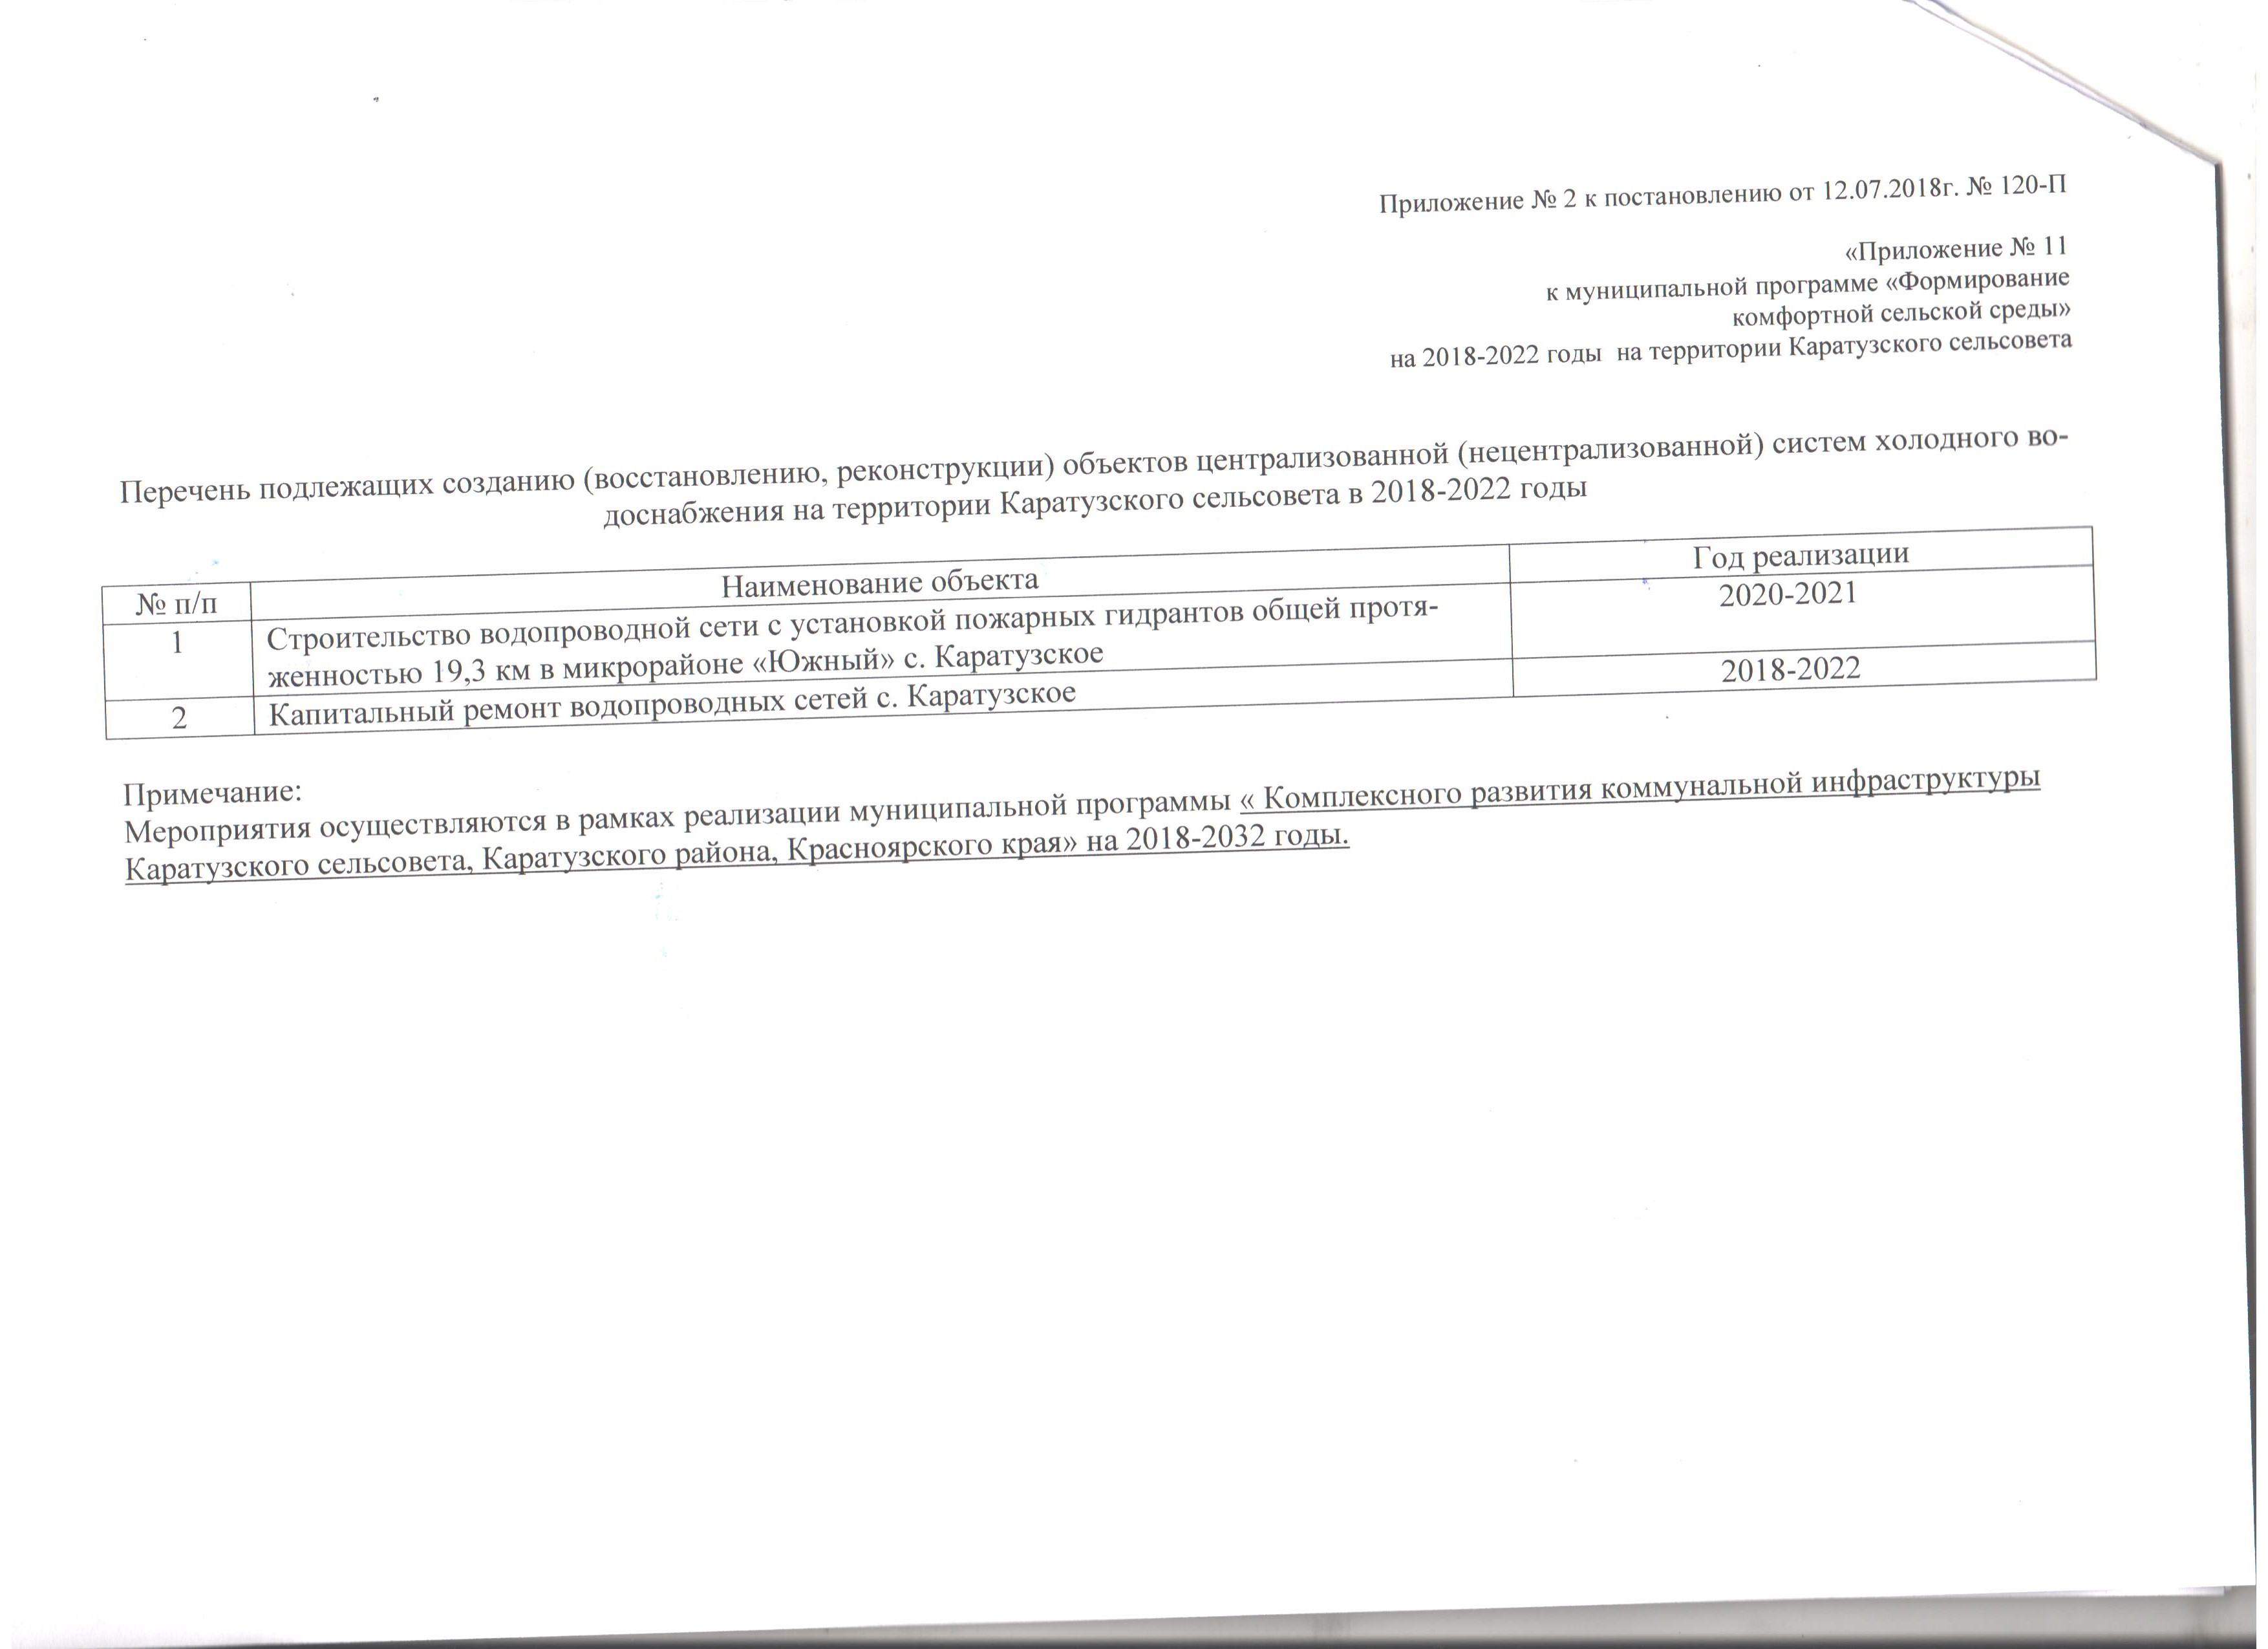 Приложение № 2 к постановлению от 12.07.2018г. № 120-П
«Приложение № 11
к муниципальной программе «Формирование
комфортной сельской среды»
на 2018-2022 годы на территории Каратузского сельсовета
Перечень подлежащих созданию (восстановлению, реконструкции) объектов централизованной (нецентрализованной) систем холодного во-
доснабжения на территории Каратузского сельсовета в 2018-2022 годы
№ п/п Наименование объекта Год реализации
1 Строительство водопроводной сети с установкой пожарных гидрантов общей протя- 2020-2021
женностью 19,3 км в микрорайоне «Южный» с. Каратузское
2 Капитальный ремонт водопроводных сетей с. Каратузское 2018-2022
Примечание:
Мероприятия осуществляются в рамках реализации муниципальной программы « Комплексного развития коммунальной инфраструктуры
Каратузского сельсовета, Каратузского района, Красноярского края» на 2018-2032 годы.